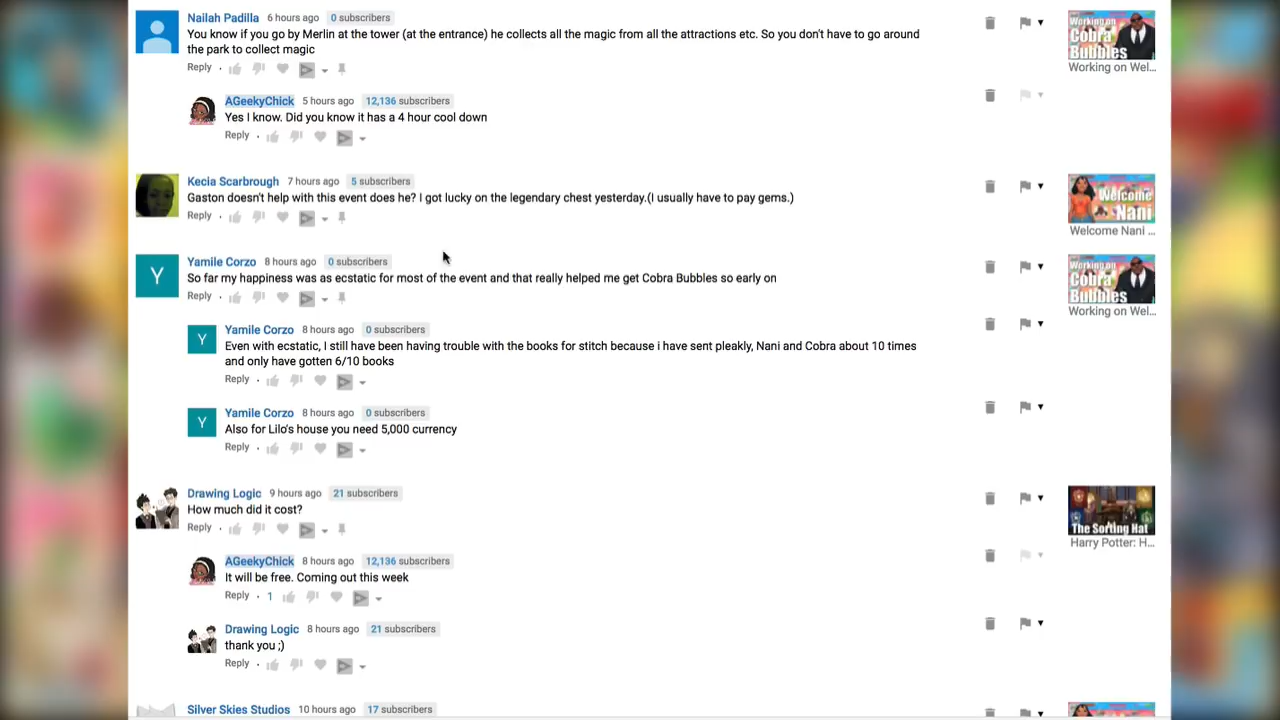 Nailah Padilla 6 hours ago 0 subscribers
You know if you go by Merlin at the tower (at the entrance) he collects all the magic from all the attractions etc. So you don't have to go around
the park to collect magic
Reply
Working on
Cobra
Bubbles
Working on Wel...
AGeekyChick 5 hours ago 12,136 subscribers
Yes I know. Did you know it has a 4 hour cool down
Reply
Kecia Scarbrough 7 hours ago 5 subscribers
Gaston doesn't help with this event does he? I got lucky on the legendary chest yesterday.(I usually have to pay gems.)
Reply
Welcome
Nani
Welcome Nani ...
Y
Yamile Corzo 8 hours ago 0 subscribers
So far my happiness was as ecstatic for most of the event and that really helped me get Cobra Bubbles so early on
Reply
Working on
Cobra
Bubbles
Working on Wel...
Y
Yamile Corzo 8 hours ago 0 subscribers
Even with ecstatic, I still have been having trouble with the books for stitch because i have sent pleakly, Nani and Cobra about 10 times
and only have gotten 6/10 books
Reply
Y
Yamile Corzo 8 hours ago 0 subscribers
Also for Lilo's house you need 5,000 currency
Reply
Drawing Logic 9 hours ago 21 subscribers
How much did it cost?
Reply
The Sorting Hat
Harry Potter: H...
AGeekyChick 8 hours ago 12,136 subscribers
It will be free. Coming out this week
Reply 1
Drawing Logic 8 hours ago 21 subscribers
thank you ;)
Reply
Silver Skies Studios 10 hours ago 17 subscribers